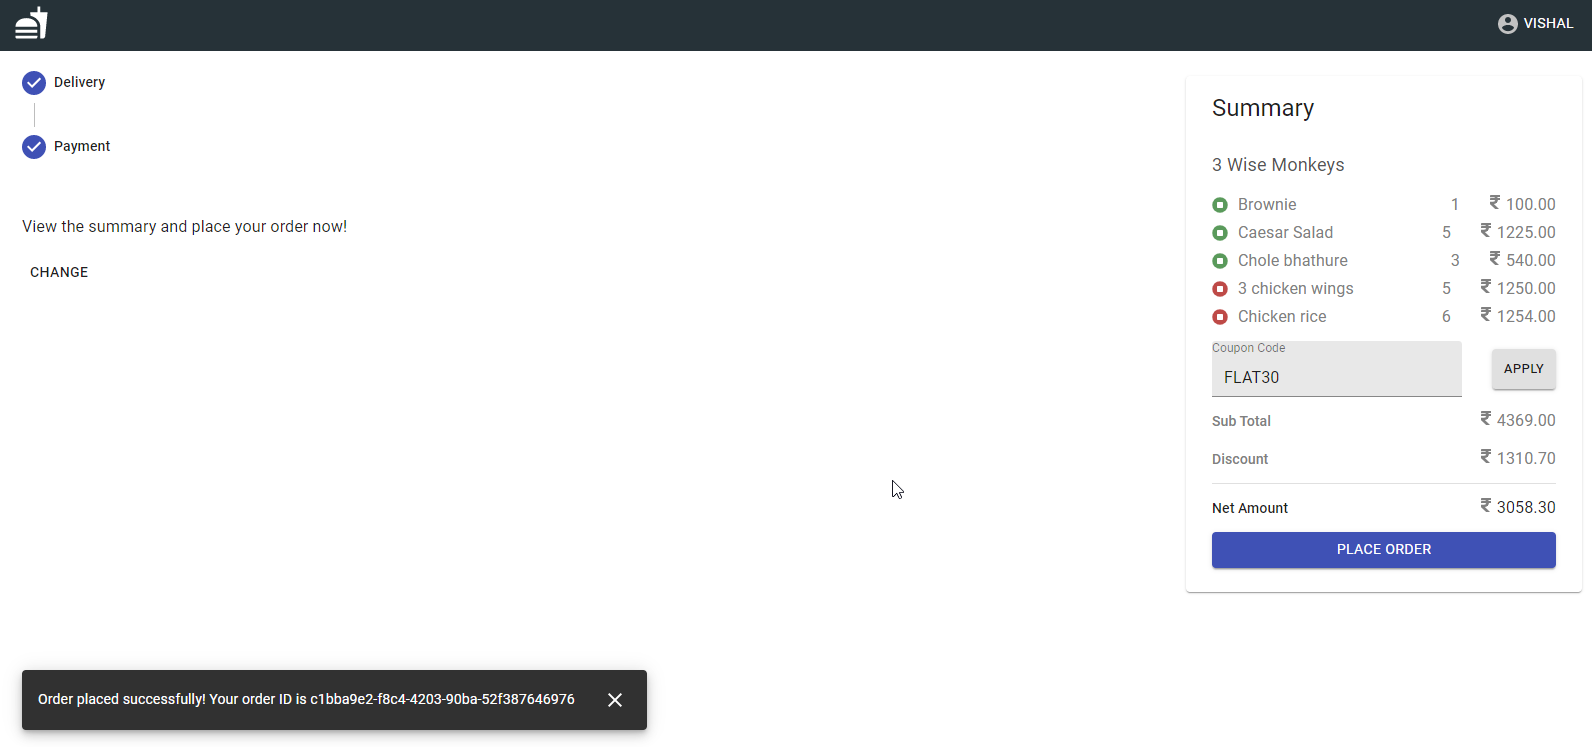 VISHAL
Delivery
Payment
View the summary and place your order now!
CHANGE
Summary
3 Wise Monkeys
Brownie 1 ₹ 100.00
Caesar Salad 5 ₹ 1225.00
Chole bhathure 3 ₹ 540.00
3 chicken wings 5 ₹ 1250.00
Chicken rice 6 ₹ 1254.00
Coupon Code
FLAT30 APPLY
Sub Total ₹ 4369.00
Discount ₹ 1310.70
Net Amount ₹ 3058.30
PLACE ORDER
Order placed successfully! Your order ID is c1bba9e2-f8c4-4203-90ba-52f387646976